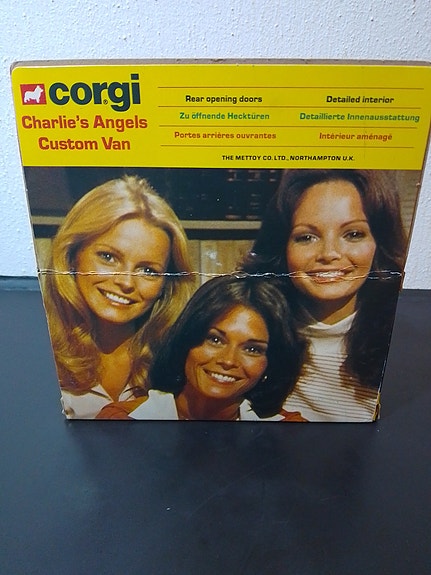 corgi
Charlie's Angels
Custom Van
Rear opening doors
Detailed interior
Zu öffnende Hecktüren
Detaillierte Innenausstattung
Portes arrières ouvrantes
Intérieur aménagé
THE METTOY CO. LTD., NORTHAMPTON U.K.